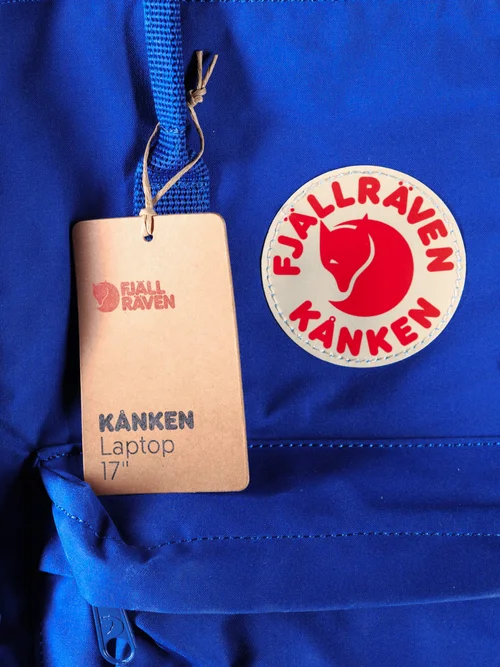 FJÄLL
RÄVEN
KÅNKEN
Laptop
17"
FJÄLLRÄVEN
KÅNKEN